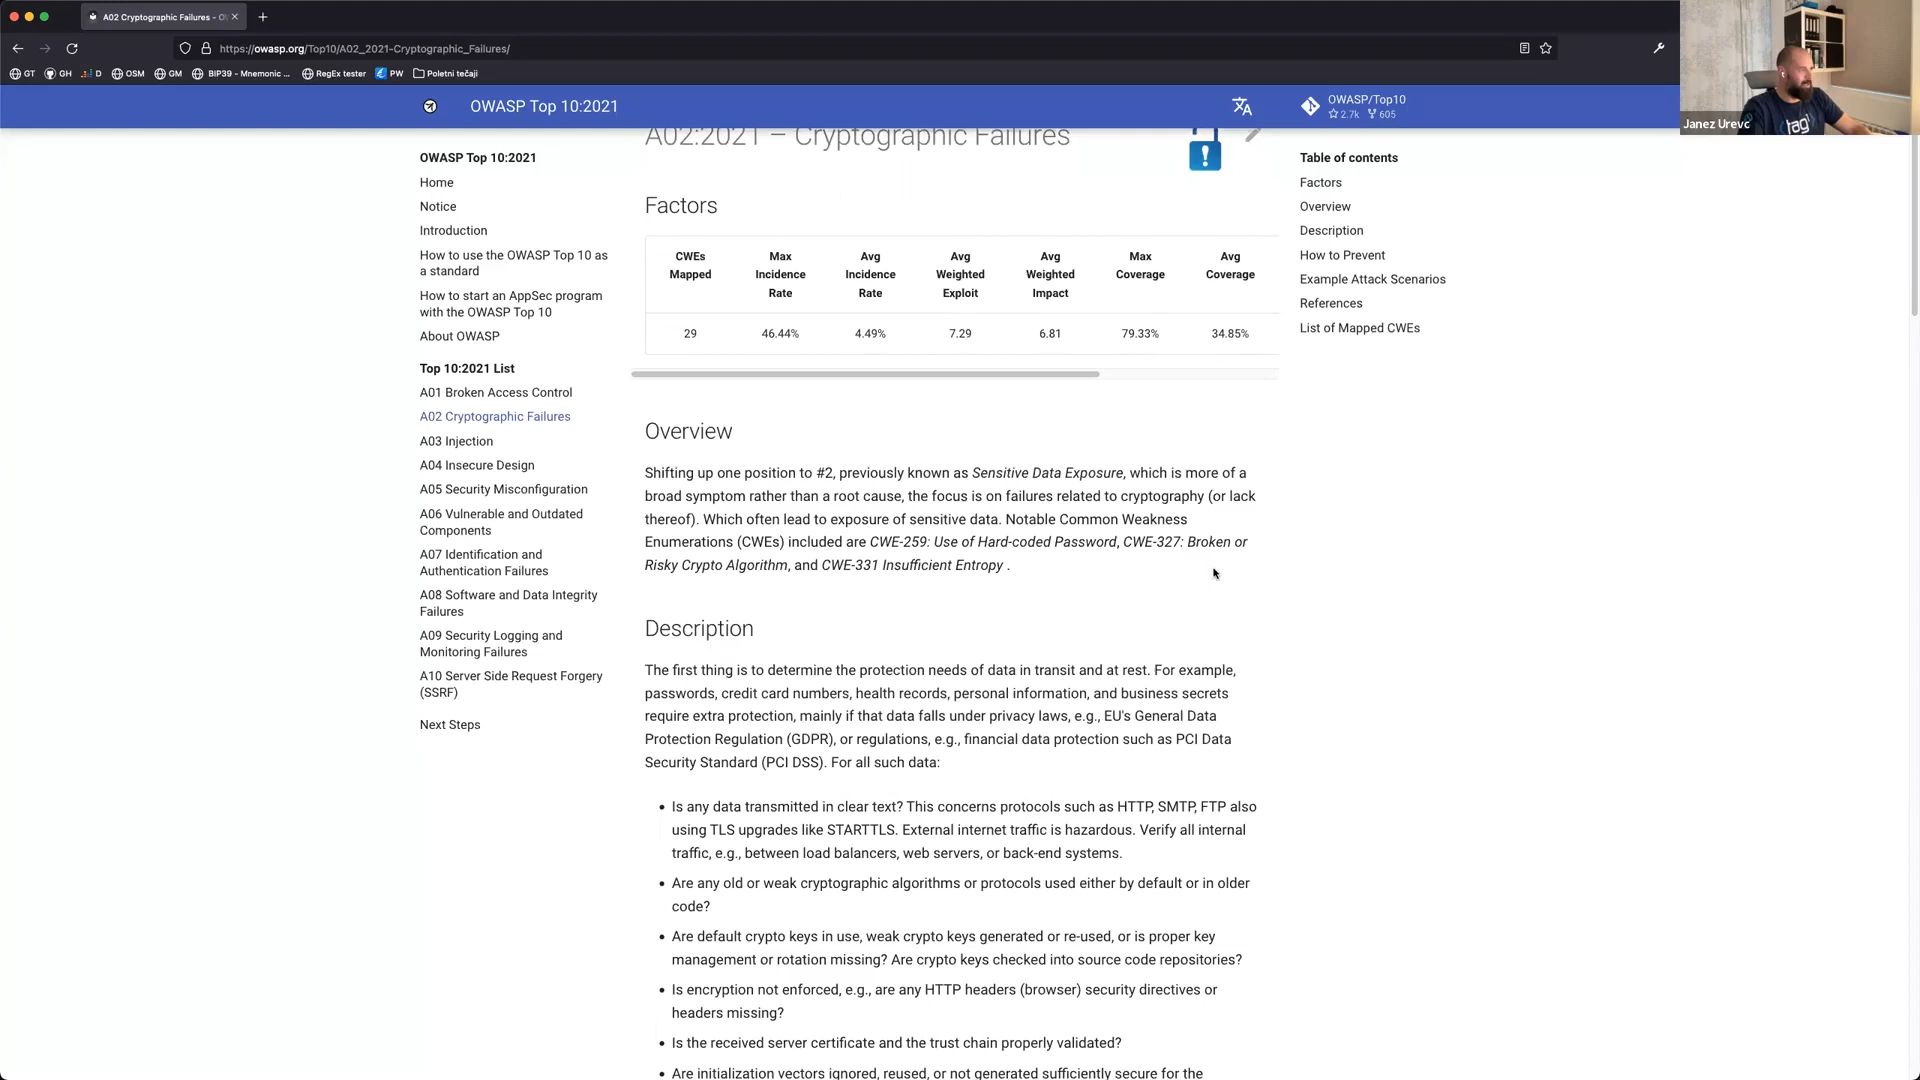 A02 Cryptographic Failures - O
https://owasp.org/Top10/A02_2021-Cryptographic_Failures/
GT GH D OSM GM BIP39 - Mnemonic ... RegEx tester PW Poletni tečaji
OWASP Top 10:2021
OWASP/Top10
2.7k 605
Janez Urevc
tag1
OWASP Top 10:2021
Home
Notice
Introduction
How to use the OWASP Top 10 as
a standard
How to start an AppSec program
with the OWASP Top 10
About OWASP
Top 10:2021 List
A01 Broken Access Control
A02 Cryptographic Failures
A03 Injection
A04 Insecure Design
A05 Security Misconfiguration
A06 Vulnerable and Outdated
Components
A07 Identification and
Authentication Failures
A08 Software and Data Integrity
Failures
A09 Security Logging and
Monitoring Failures
A10 Server Side Request Forgery
(SSRF)
Next Steps
A02:2021 – Cryptographic Failures
Factors
CWEs Mapped Max Incidence Rate Avg Incidence Rate Avg Weighted Exploit Avg Weighted Impact Max Coverage Avg Coverage
29 46.44% 4.49% 7.29 6.81 79.33% 34.85%
Overview
Shifting up one position to #2, previously known as Sensitive Data Exposure, which is more of a
broad symptom rather than a root cause, the focus is on failures related to cryptography (or lack
thereof). Which often lead to exposure of sensitive data. Notable Common Weakness
Enumerations (CWEs) included are CWE-259: Use of Hard-coded Password, CWE-327: Broken or
Risky Crypto Algorithm, and CWE-331 Insufficient Entropy .
Description
The first thing is to determine the protection needs of data in transit and at rest. For example,
passwords, credit card numbers, health records, personal information, and business secrets
require extra protection, mainly if that data falls under privacy laws, e.g., EU's General Data
Protection Regulation (GDPR), or regulations, e.g., financial data protection such as PCI Data
Security Standard (PCI DSS). For all such data:
• Is any data transmitted in clear text? This concerns protocols such as HTTP, SMTP, FTP also
using TLS upgrades like STARTTLS. External internet traffic is hazardous. Verify all internal
traffic, e.g., between load balancers, web servers, or back-end systems.
• Are any old or weak cryptographic algorithms or protocols used either by default or in older
code?
• Are default crypto keys in use, weak crypto keys generated or re-used, or is proper key
management or rotation missing? Are crypto keys checked into source code repositories?
• Is encryption not enforced, e.g., are any HTTP headers (browser) security directives or
headers missing?
• Is the received server certificate and the trust chain properly validated?
• Are initialization vectors ignored, reused, or not generated sufficiently secure for the
Table of contents
Factors
Overview
Description
How to Prevent
Example Attack Scenarios
References
List of Mapped CWEs